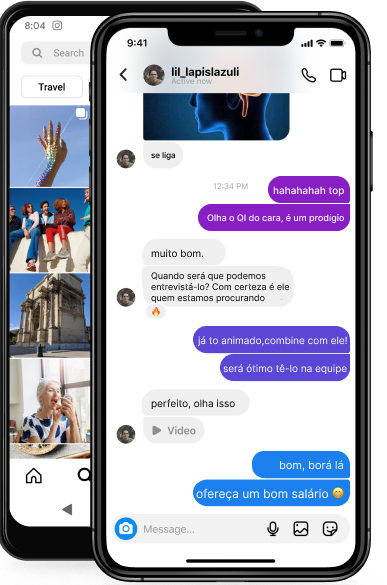 8:04
Search
Travel
9:41
lil_lapislazuli
Active now
se liga
12:34 PM
hahahahah top
Olha o QI do cara, é um prodígio
muito bom.
Quando será que podemos
entrevistá-lo? Com certeza é ele
quem estamos procurando
🔥
já to animado,combine com ele!
será ótimo tê-lo na equipe
perfeito, olha isso
Video
bom, borá lá
ofereça um bom salário 😁
Message...